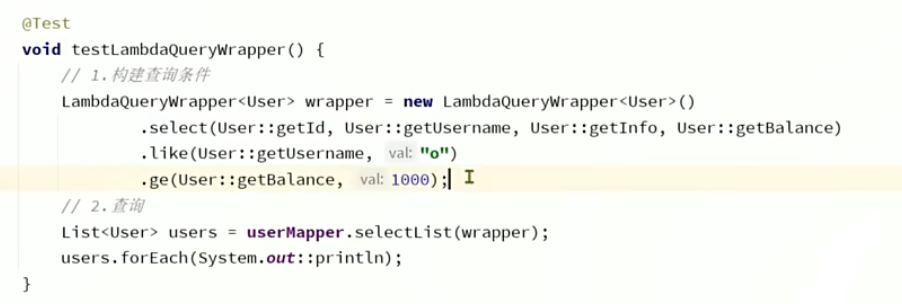 @Test
void testLambdaQueryWrapper() {
// 1.构建查询条件
LambdaQueryWrapper<User> wrapper = new LambdaQueryWrapper<User>()
.select(User::getId, User::getUsername, User::getInfo, User::getBalance)
.like(User::getUsername, val: "o")
.ge(User::getBalance, val: 1000);
// 2.查询
List<User> users = userMapper.selectList(wrapper);
users.forEach(System.out::println);
}